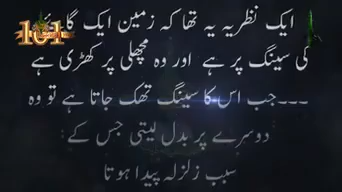 ایک نظریہ یہ تھا کہ زمین ایک گائے
کی سینگ پر ہے اور وہ مچھلی پر کھڑی ہے
جب اس کا سینگ تھک جاتا ہے تو وہ---
دوسرے پر بدل لیتی جس کے
سبب زلزلہ پیدا ہوتا
101